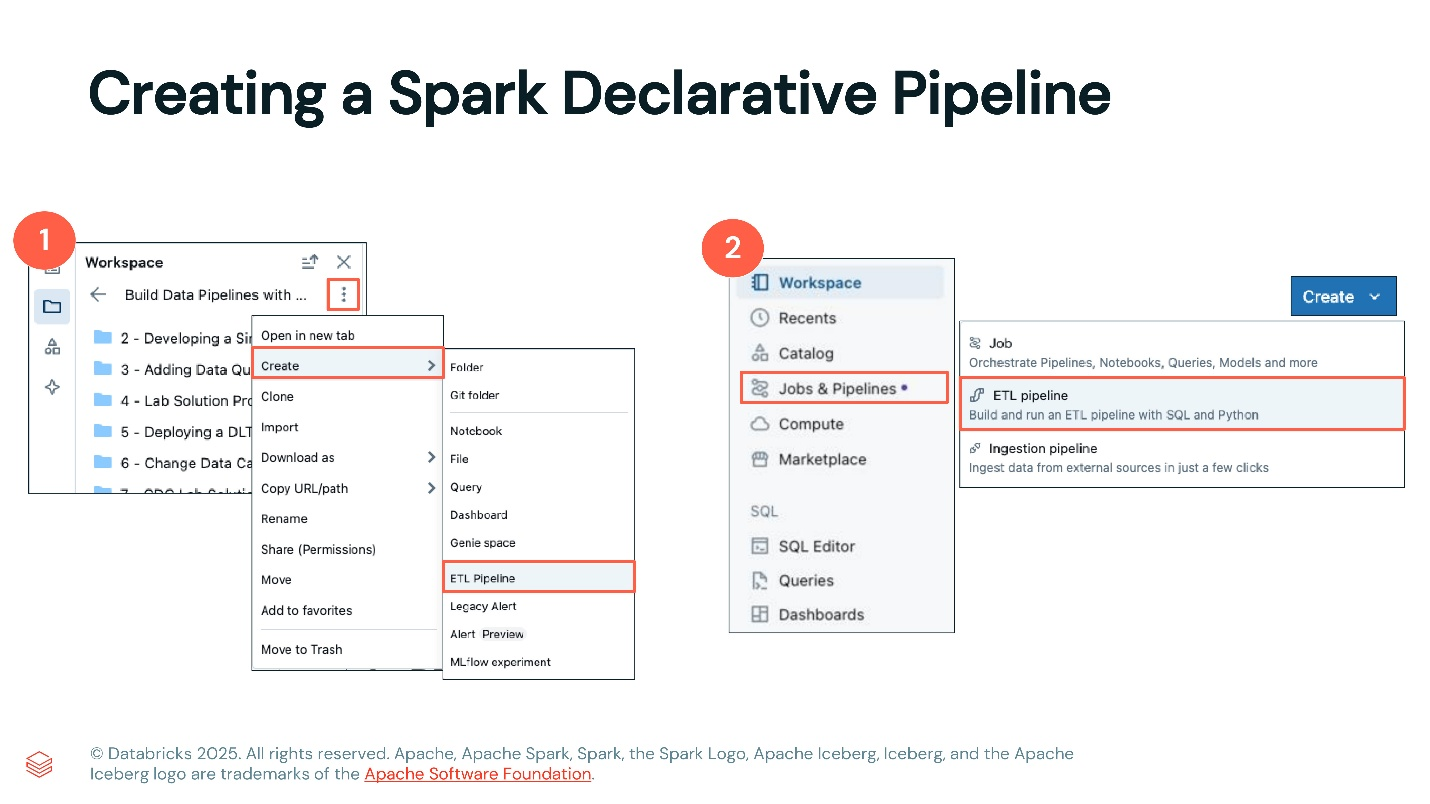 Creating a Spark Declarative Pipeline
1
Workspace
Build Data Pipelines with ...
2 - Developing a Si
3 - Adding Data Qu
4 - Lab Solution Pro
5 - Deploying a DLT
6 - Change Data Ca
Open in new tab
Create
Clone
Import
Download as
Copy URL/path
Rename
Share (Permissions)
Move
Add to favorites
Move to Trash
Folder
Git folder
Notebook
File
Query
Dashboard
Genie space
ETL Pipeline
Legacy Alert
Alert Preview
MLflow experiment
2
Workspace
Recents
Catalog
Jobs & Pipelines
Compute
Marketplace
SQL
SQL Editor
Queries
Dashboards
Create
Job
Orchestrate Pipelines, Notebooks, Queries, Models and more
ETL pipeline
Build and run an ETL pipeline with SQL and Python
Ingestion pipeline
Ingest data from external sources in just a few clicks
© Databricks 2025. All rights reserved. Apache, Apache Spark, Spark, the Spark Logo, Apache Iceberg, Iceberg, and the Apache
Iceberg logo are trademarks of the Apache Software Foundation.